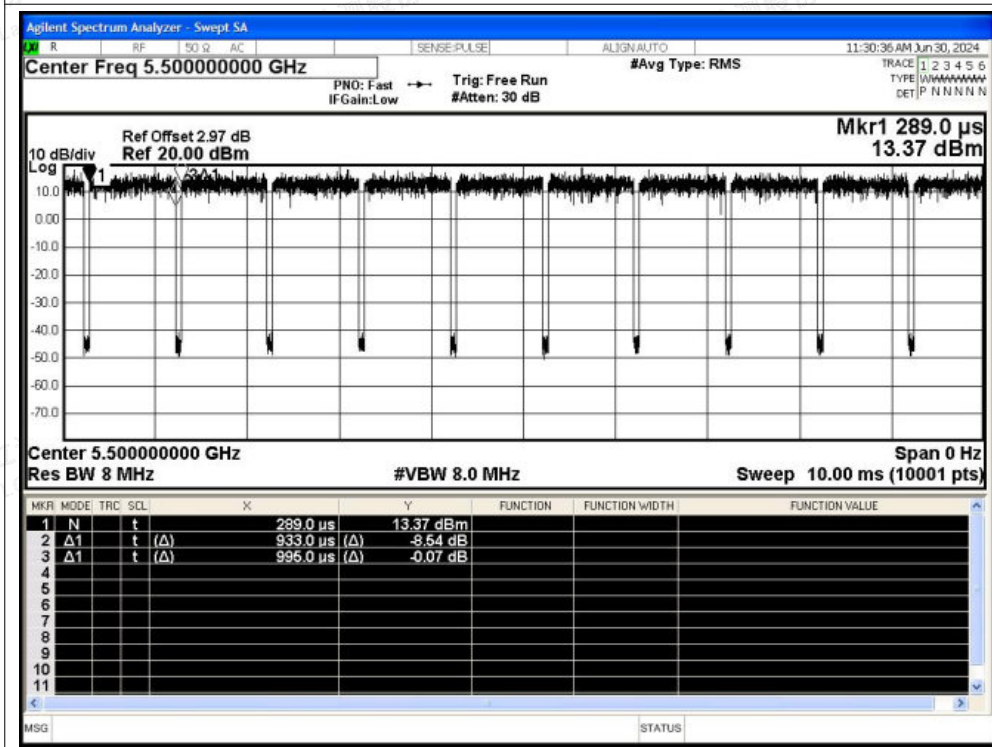 Agilent Spectrum Analyzer - Swept SA
R RF 50 Ω AC SENSE:PULSE ALIGN AUTO 11:30:36 AM Jun 30, 2024
Center Freq 5.500000000 GHz #Avg Type: RMS TRACE 1 2 3 4 5 6
PNO: Fast Trig: Free Run TYPE WWWWWW
IFGain:Low #Atten: 30 dB DET P N N N N N
Mkr1 289.0 µs
Ref Offset 2.97 dB
10 dB/div Ref 20.00 dBm 13.37 dBm
Log
1 3Δ1
10.0
0.00
-10.0
-20.0
-30.0
-40.0
-50.0
-60.0
-70.0
Center 5.500000000 GHz Span 0 Hz
Res BW 8 MHz #VBW 8.0 MHz Sweep 10.00 ms (10001 pts)
MKR MODE TRC SCL X Y FUNCTION FUNCTION WIDTH FUNCTION VALUE
1 N t 289.0 µs 13.37 dBm
2 Δ1 t (Δ) 933.0 µs (Δ) -8.54 dB
3 Δ1 t (Δ) 995.0 µs (Δ) -0.07 dB
4
5
6
7
8
9
10
11
MSG STATUS